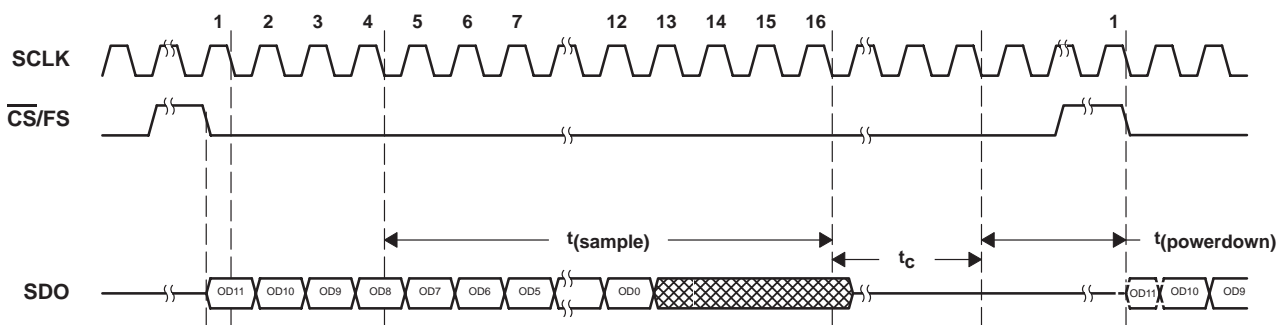 1 2 3 4 5 6 7 12 13 14 15 16 1
SCLK
CS/FS
t(sample) t(powerdown)
tC
SDO OD11 OD10 OD9 OD8 OD7 OD6 OD5 OD0 OD11 OD10 OD9